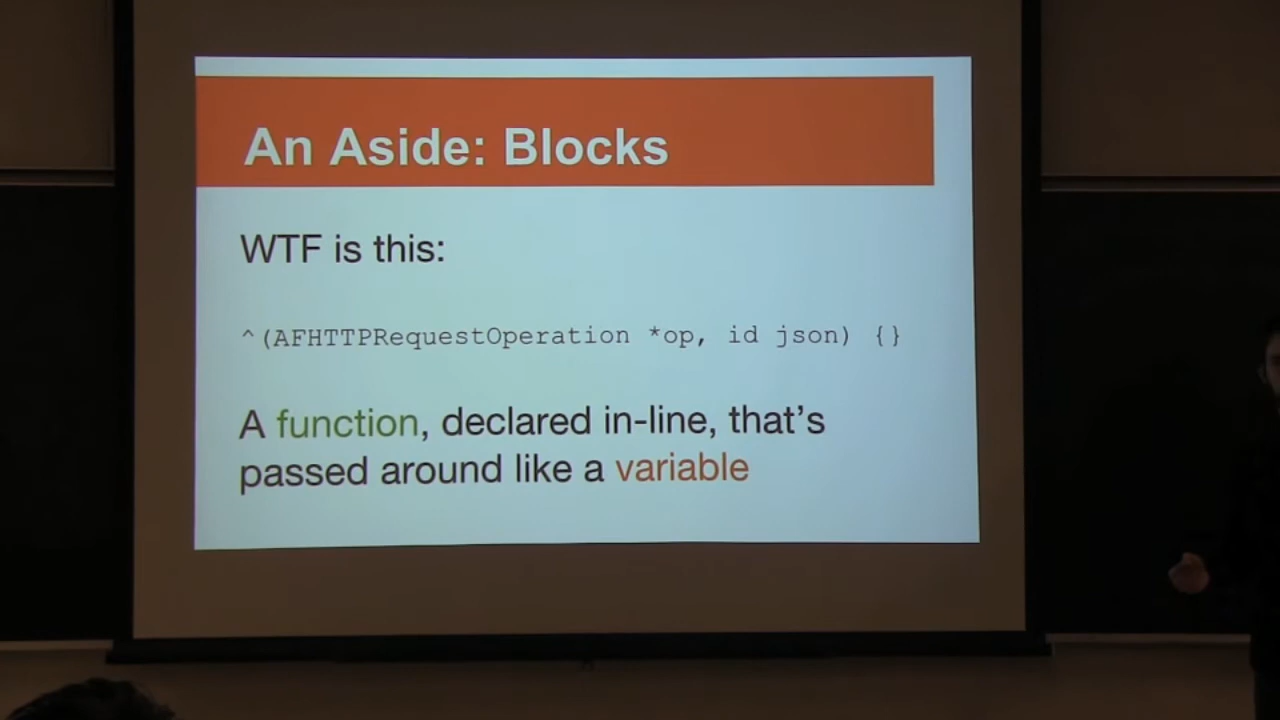 An Aside: Blocks
WTF is this:
^(AFHTTPRequestOperation *op, id json) {}
A function, declared in-line, that's
passed around like a variable